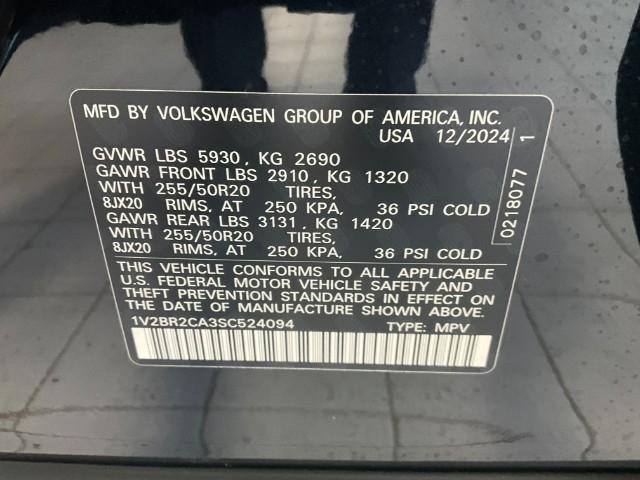 MFD BY VOLKSWAGEN GROUP OF AMERICA, INC.
USA 12/2024
GVWR LBS 5930, KG 2690
GAWR FRONT LBS 2910, KG 1320
WITH 255/50R20 TIRES,
8JX20 RIMS, AT 250 KPA, 36 PSI COLD
GAWR REAR LBS 3131, KG 1420
WITH 255/50R20 TIRES,
8JX20 RIMS, AT 250 KPA, 36 PSI COLD
THIS VEHICLE CONFORMS TO ALL APPLICABLE
U.S. FEDERAL MOTOR VEHICLE SAFETY AND
THEFT PREVENTION STANDARDS IN EFFECT ON
THE DATE OF MANUFACTURE SHOWN ABOVE.
1V2BR2CA3SC524094 TYPE: MPV
0218077 1